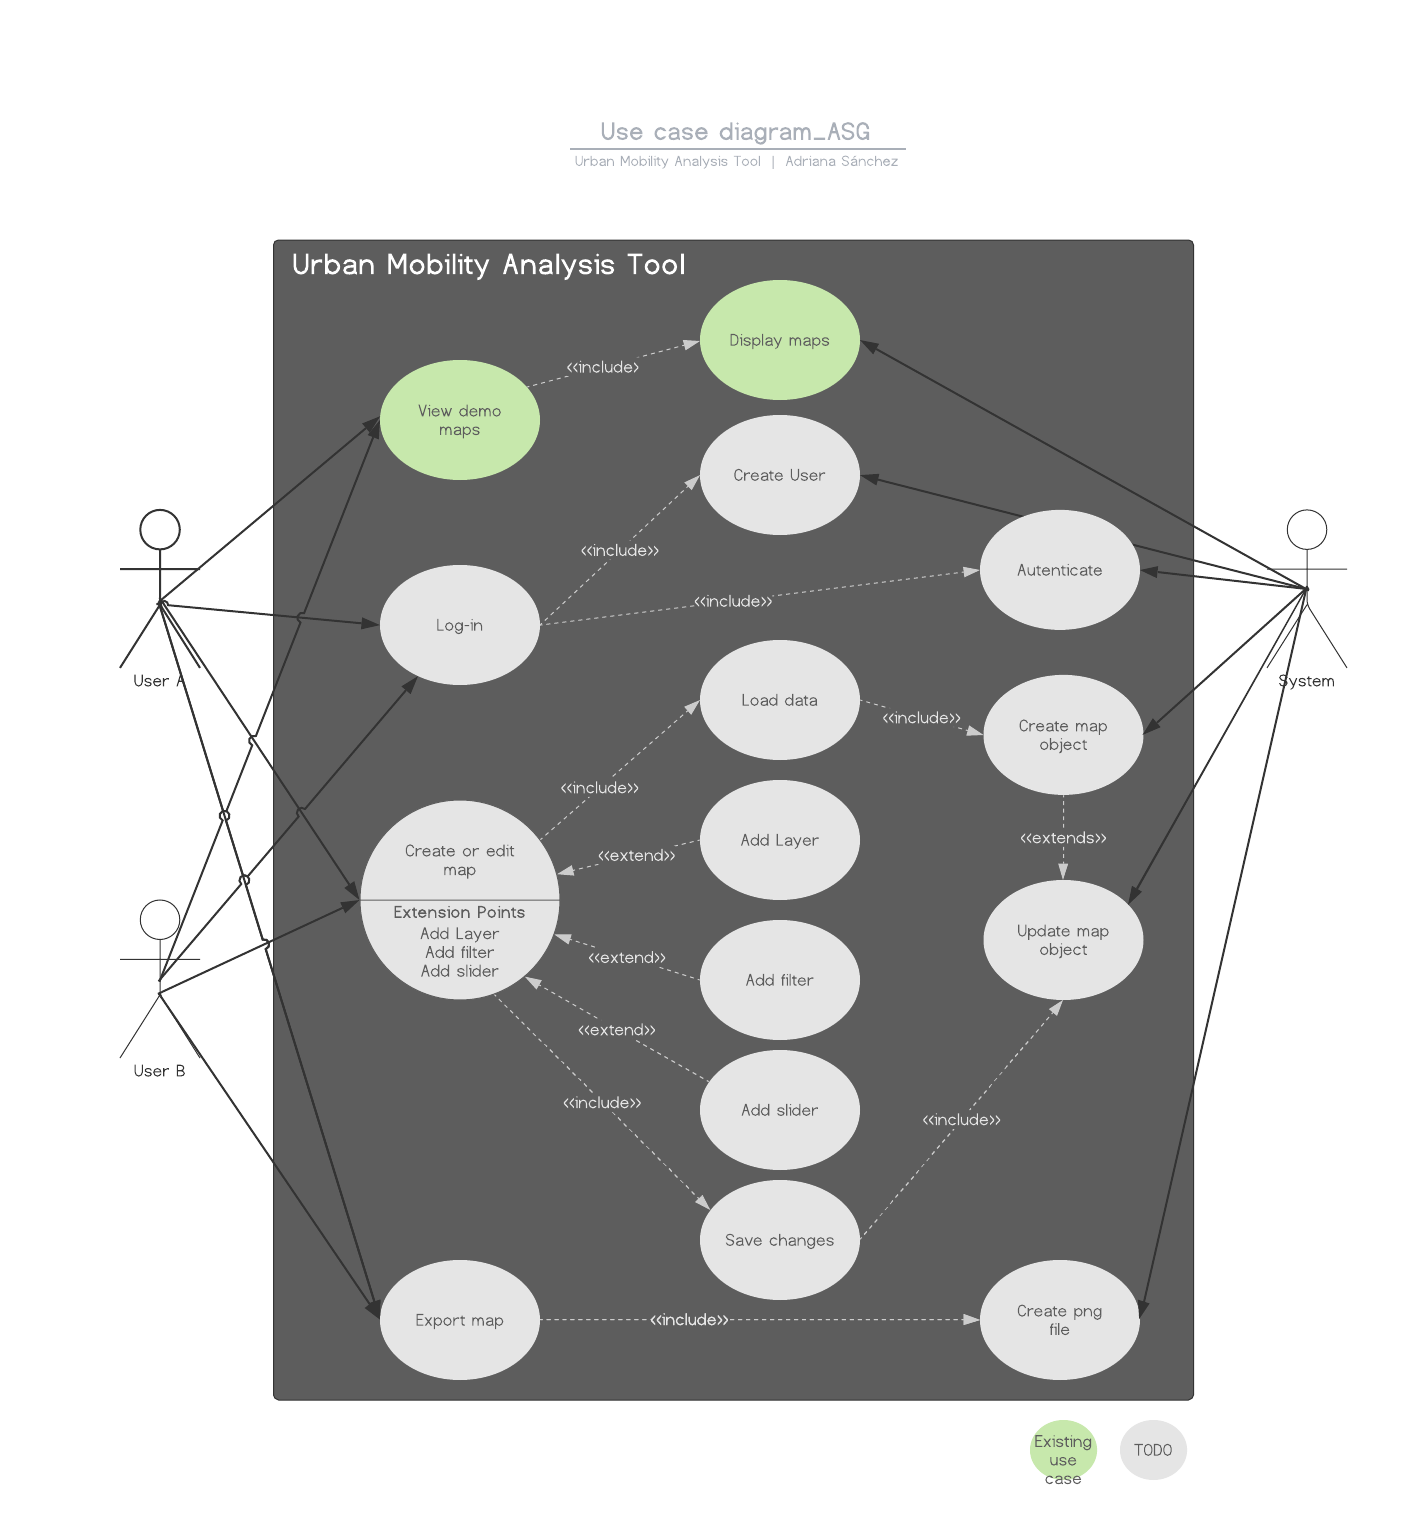 Use case diagram_ASG
Urban Mobility Analysis Tool | Adriana Sánchez
Urban Mobility Analysis Tool
Display maps
<<include>
View demo
maps
Create User
<<include>>
Autenticate
<<include>>
Log-in
User A
System
Load data
<<include>>
Create map
object
<<include>>
<<extends>>
Add Layer
<<extend>>
Create or edit
map
Extension Points
Add Layer
Add filter
Add slider
Update map
object
<<extend>>
Add filter
<<extend>>
User B
<<include>>
Add slider
<<include>>
Save changes
Export map
<<include>>
Create png
file
Existing
use
case
TODO